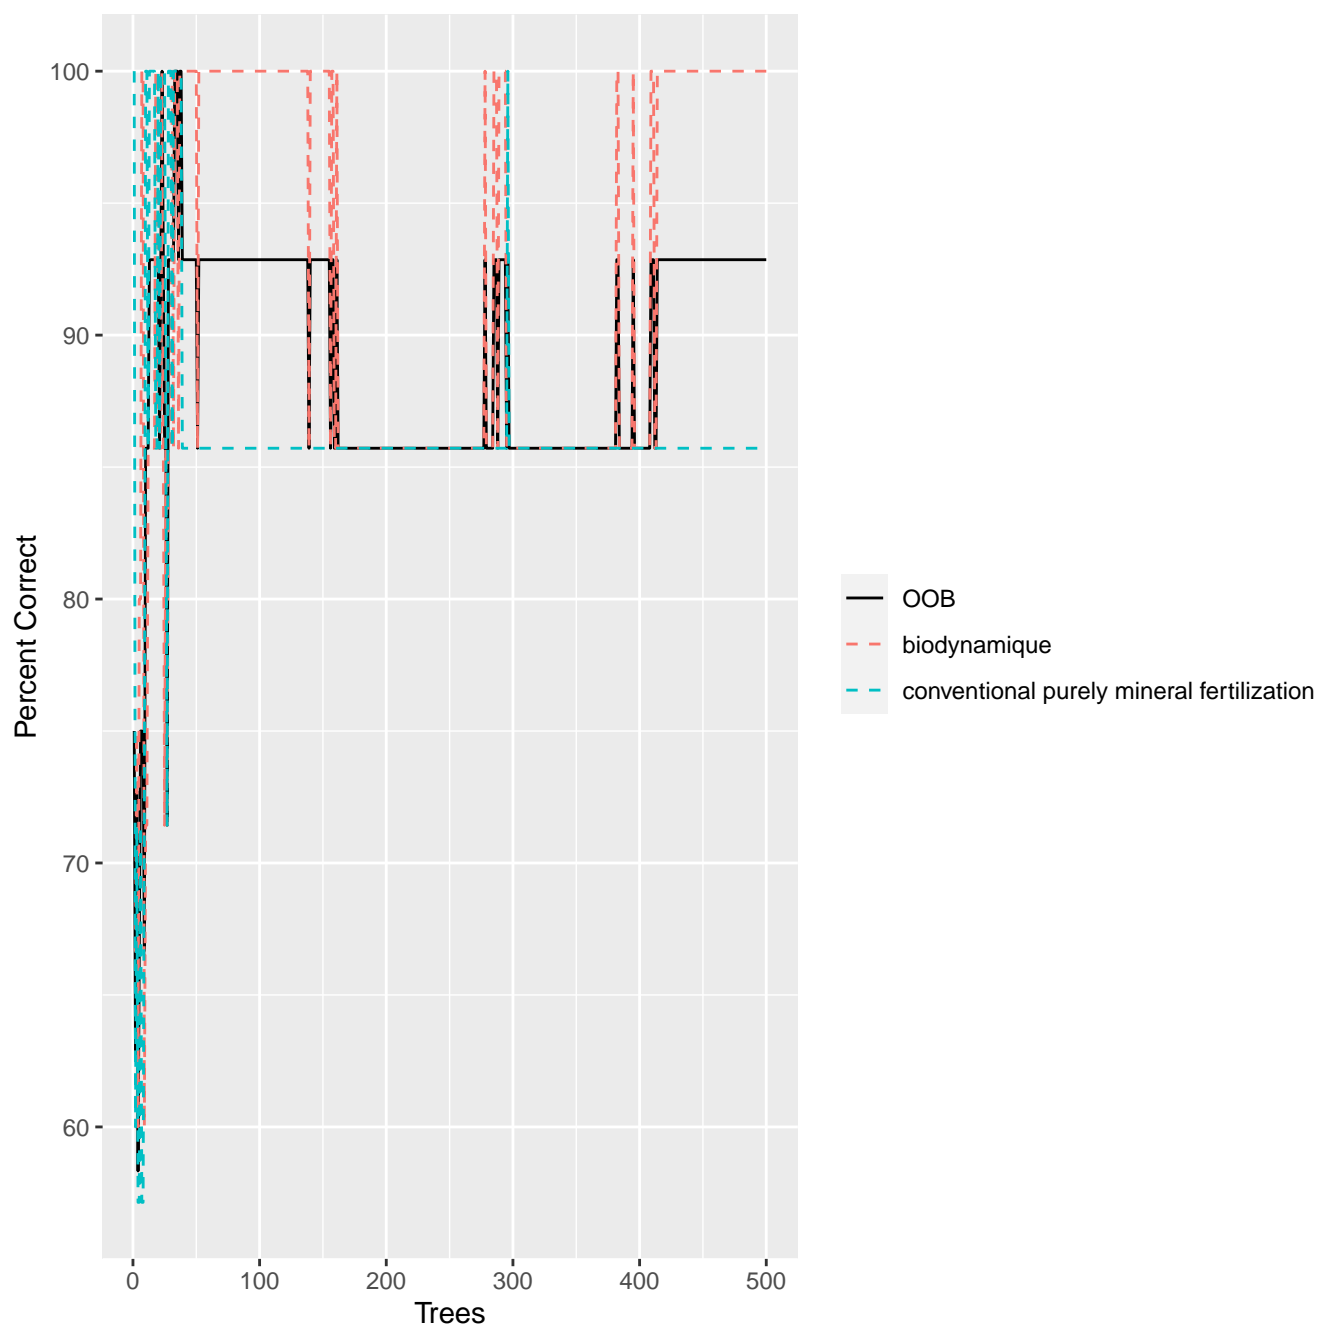 100
90
80
70
60
Percent Correct
0 100 200 300 400 500
Trees
OOB
biodynamique
conventional purely mineral fertilization